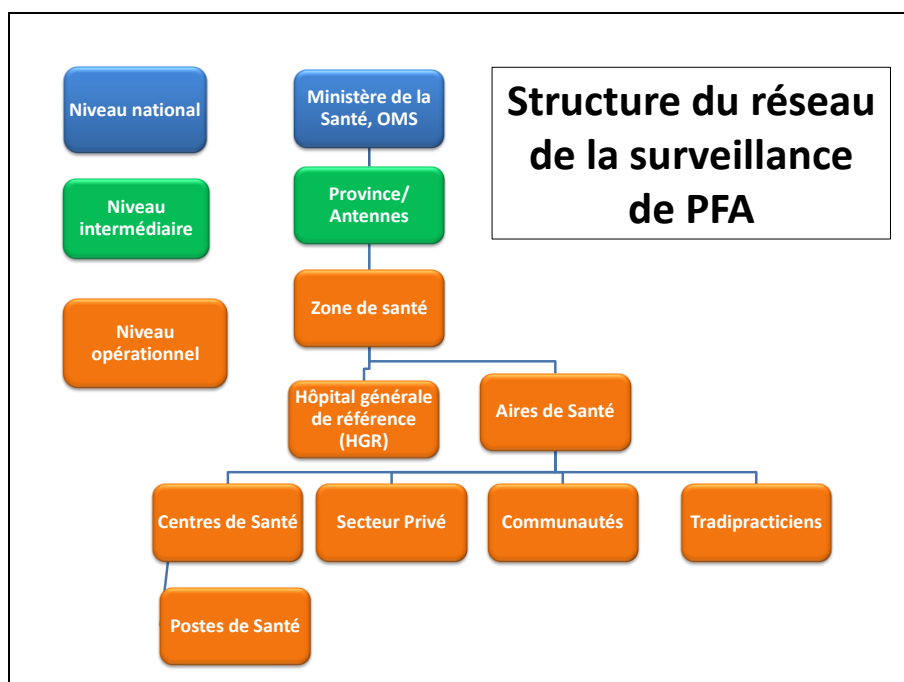 Niveau national
Ministère de la
Santé, OMS
Structure du réseau
de la surveillance
de PFA
Niveau
intermédiaire
Province/
Antennes
Niveau
opérationnel
Zone de santé
Hôpital générale
de référence
(HGR)
Aires de Santé
Centres de Santé
Secteur Privé
Communautés
Tradipracticiens
Postes de Santé